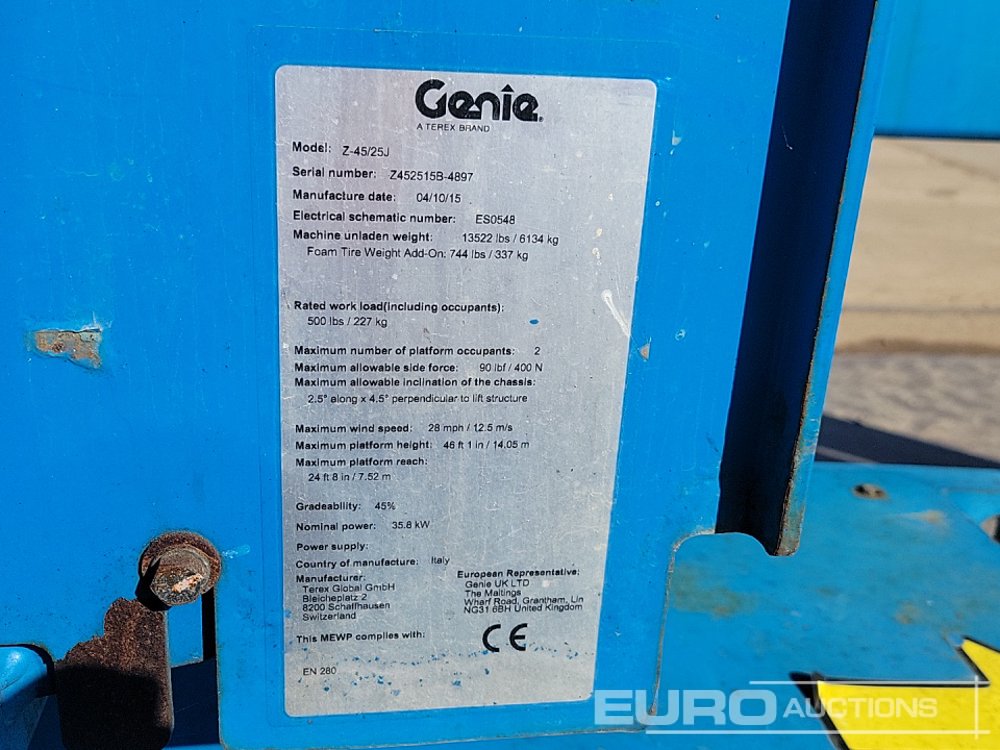 Genie
A TEREX BRAND
Model: Z-45/25J
Serial number: Z452515B-4897
Manufacture date: 04/10/15
Electrical schematic number: ES0548
Machine unladen weight: 13522 lbs / 6134 kg
Foam Tire Weight Add-On: 744 lbs / 337 kg
Rated work load(including occupants):
500 lbs / 227 kg
Maximum number of platform occupants: 2
Maximum allowable side force: 90 lbf / 400 N
Maximum allowable inclination of the chassis:
2.5° along x 4.5° perpendicular to lift structure
Maximum wind speed: 28 mph / 12.5 m/s
Maximum platform height: 46 ft 1 in / 14.05 m
Maximum platform reach:
24 ft 8 in / 7.52 m
Gradeability: 45%
Nominal power: 35.8 kW
Power supply:
Country of manufacture: Italy
Manufacturer:
Terex Global GmbH
Bleicheplatz 2
8200 Schaffhausen
Switzerland
European Representative:
Genie UK LTD
The Maltings
Wharf Road, Grantham, Lin
NG31 6BH United Kingdom
This MEWP complies with:
CE
EN 280
EURO AUCTIONS